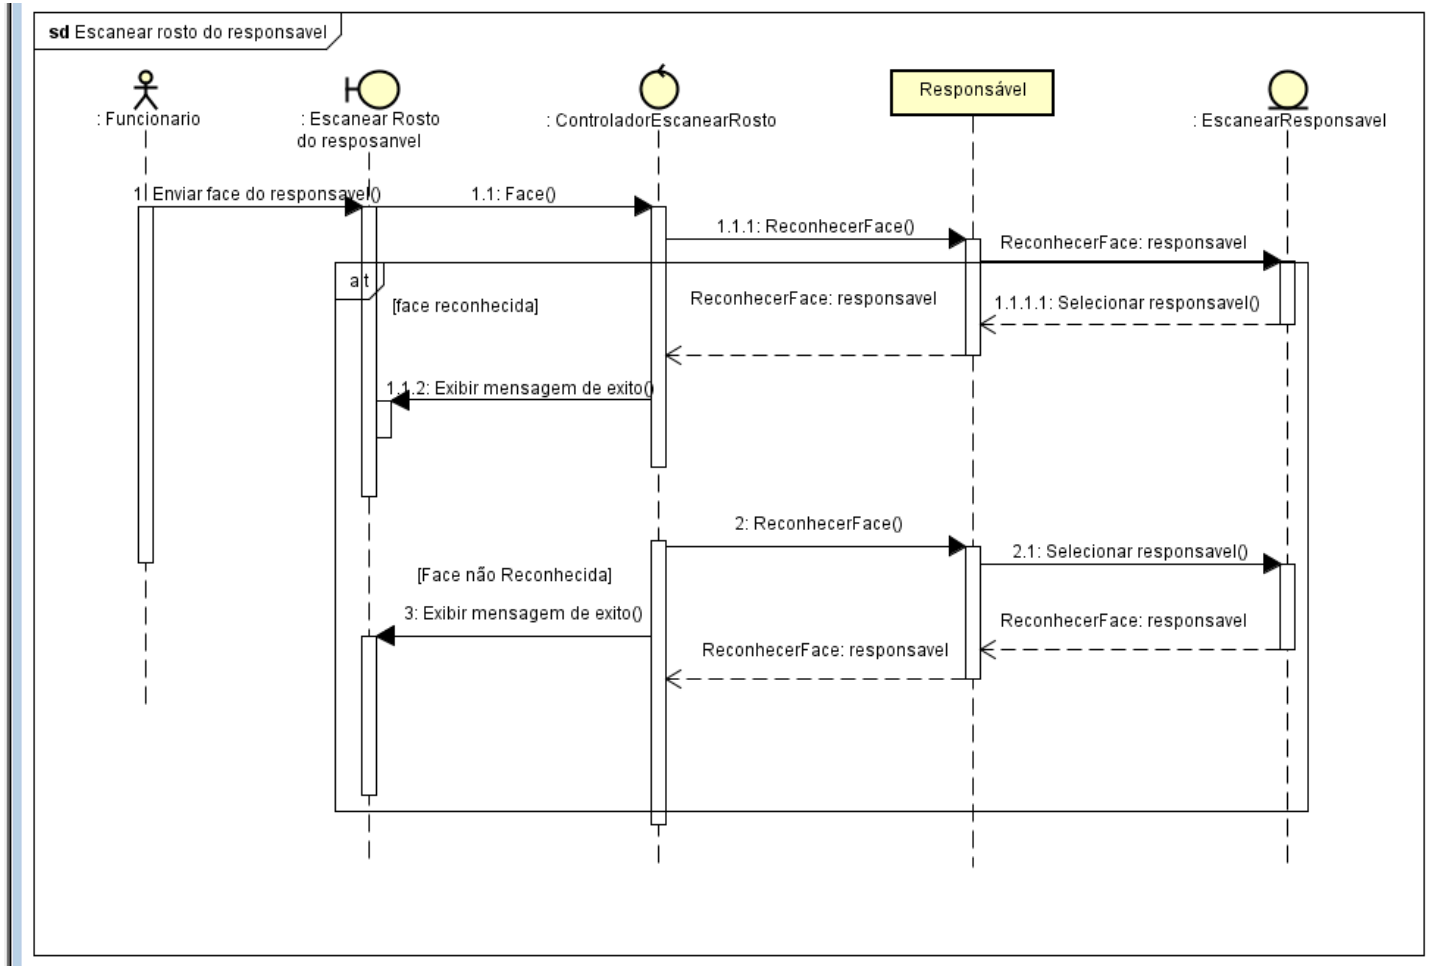 sd Escanear rosto do responsavel
: Funcionario
: Escanear Rosto
do resposanvel
: ControladorEscanearRosto
Responsável
: EscanearResponsavel
1: Enviar face do responsavel()
1.1: Face()
1.1.1: ReconhecerFace()
ReconhecerFace: responsavel
alt
[face reconhecida]
ReconhecerFace: responsavel
1.1.1.1: Selecionar responsavel()
1.1.2: Exibir mensagem de exito()
2: ReconhecerFace()
2.1: Selecionar responsavel()
[Face não Reconhecida]
3: Exibir mensagem de exito()
ReconhecerFace: responsavel
ReconhecerFace: responsavel